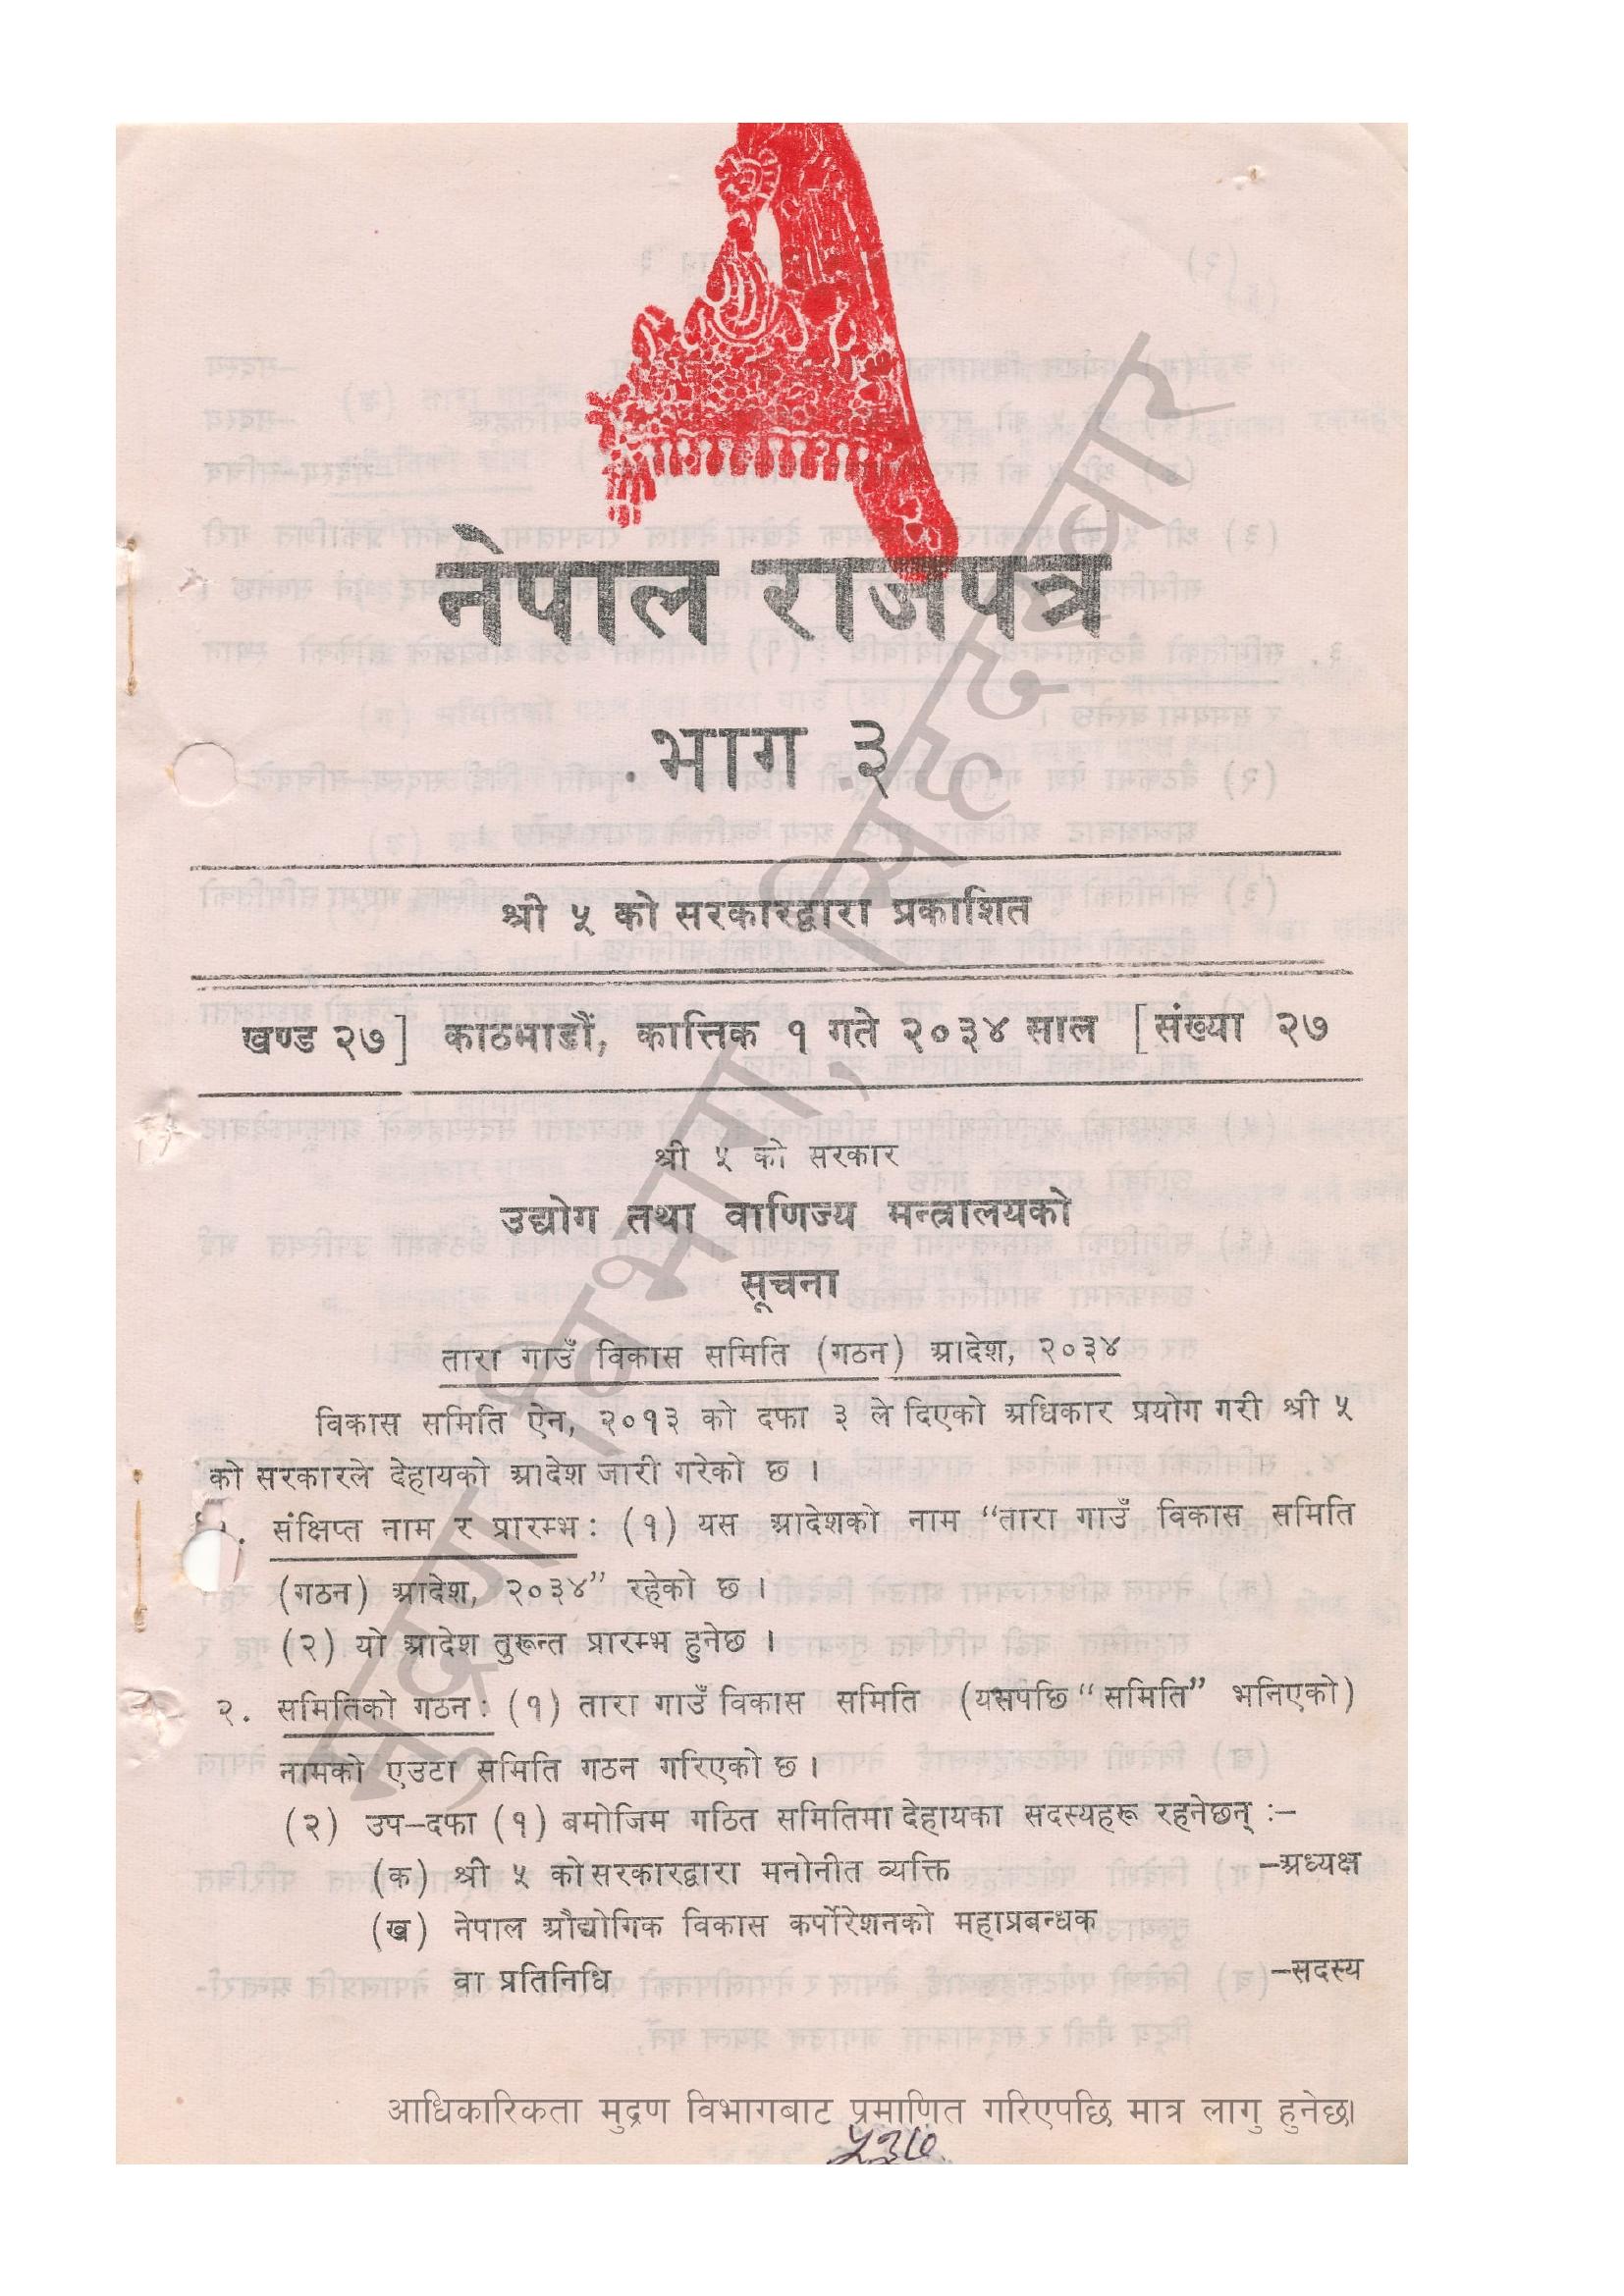 नेपाल राजपत्र
भाग ३
श्री ५ को सरकारद्वारा प्रकाशित
खण्ड २७] काठमाडौं, कात्तिक १ गते २०३४ साल [संख्या २७
श्री ५ को सरकार
उद्योग तथा वाणिज्य मन्त्रालयको
सूचना
तारा गाउँ विकास समिति (गठन) आदेश, २०३४
विकास समिति ऐन, २०१३ को दफा ३ ले दिएको अधिकार प्रयोग गरी श्री ५
को सरकारले देहायको आदेश जारी गरेको छ ।
संक्षिप्त नाम र प्रारम्भ: (१) यस आदेशको नाम “तारा गाउँ विकास समिति
(गठन) आदेश, २०३४” रहेको छ ।
(२) यो आदेश तुरून्त प्रारम्भ हुनेछ ।
२. समितिको गठन: (१) तारा गाउँ विकास समिति (यसपछि “समिति” भनिएको)
नामको एउटा समिति गठन गरिएको छ ।
(२) उप–दफा (१) बमोजिम गठित समितिमा देहायका सदस्यहरू रहनेछन् :–
(क) श्री ५ को सरकारद्वारा मनोनीत व्यक्ति –अध्यक्ष
(ख) नेपाल औद्योगिक विकास कर्पोरेशनको महाप्रबन्धक
वा प्रतिनिधि –सदस्य
आधिकारिकता मुद्रण विभागबाट प्रमाणित गरिएपछि मात्र लागु हुनेछ।
मुद्रण विभाग, सिंहदरवार